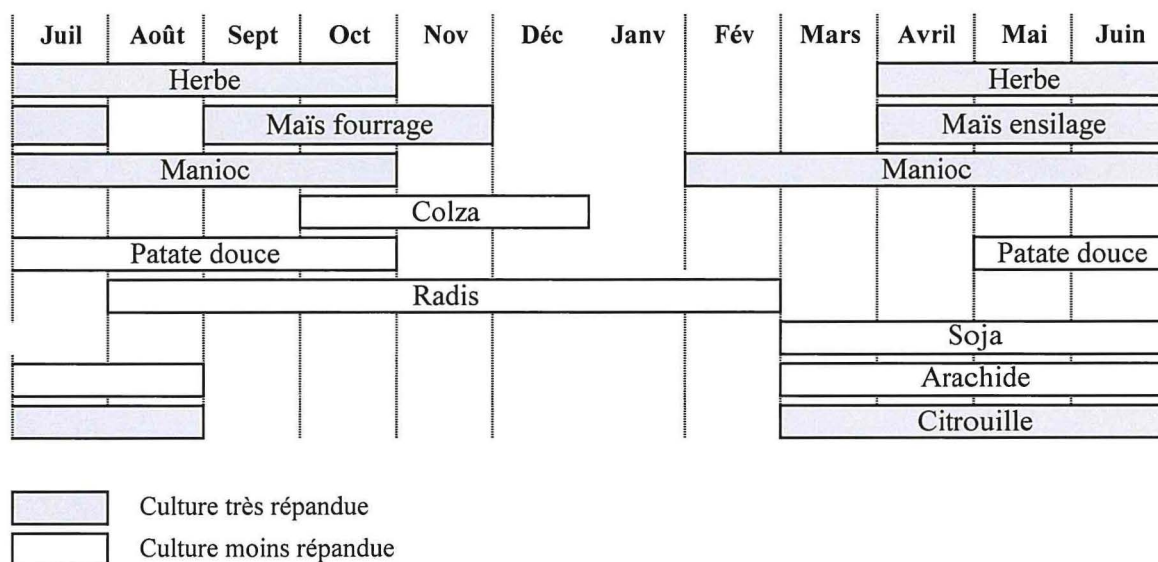 Juil Août Sept Oct Nov Déc Janv Fév Mars Avril Mai Juin
Herbe Herbe
Maïs fourrage Maïs ensilage
Manioc Manioc
Colza
Patate douce Patate douce
Radis
Soja
Arachide
Citrouille
Culture très répandue
Culture moins répandue